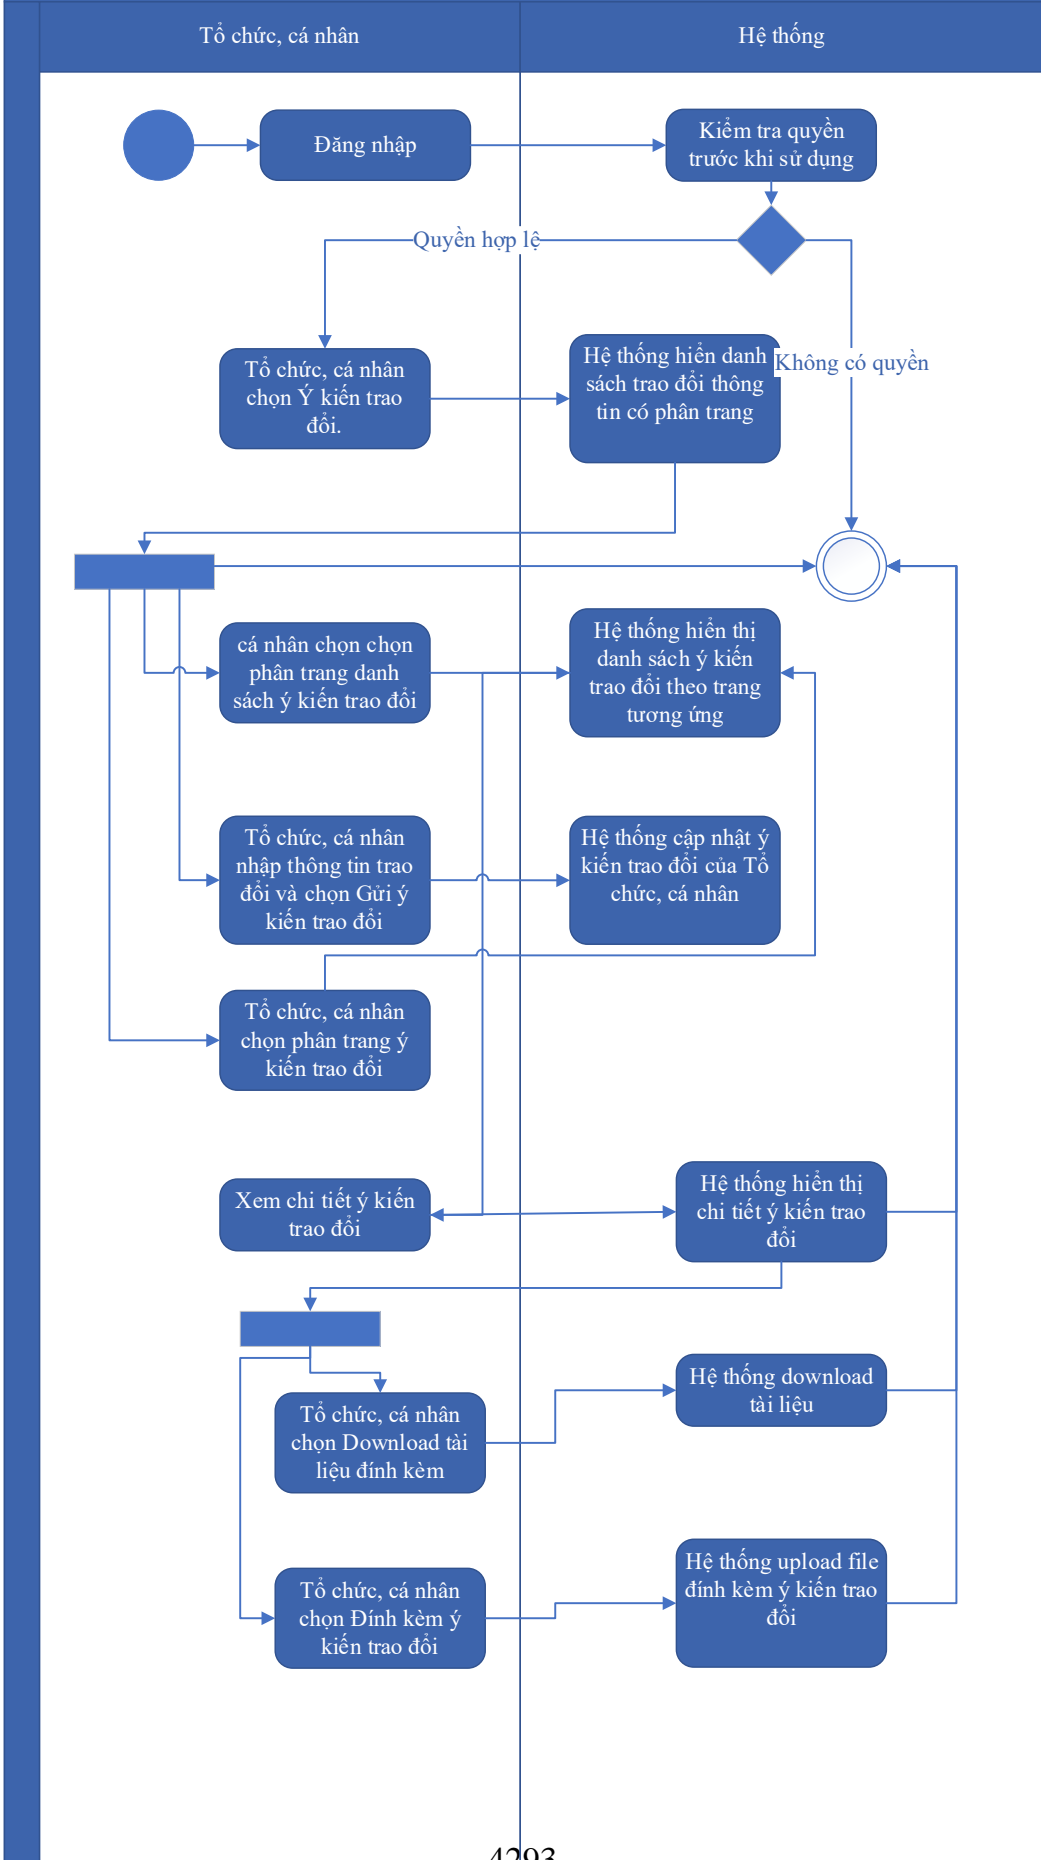 Tổ chức, cá nhân
Hệ thống
Đăng nhập
Kiểm tra quyền
trước khi sử dụng
Quyền hợp lệ
Tổ chức, cá nhân
chọn Ý kiến trao
đổi.
Hệ thống hiển danh
sách trao đổi thông
tin có phân trang
Không có quyền
cá nhân chọn chọn
phân trang danh
sách ý kiến trao đổi
Hệ thống hiển thị
danh sách ý kiến
trao đổi theo trang
tương ứng
Tổ chức, cá nhân
nhập thông tin trao
đổi và chọn Gửi ý
kiến trao đổi
Hệ thống cập nhật ý
kiến trao đổi của Tổ
chức, cá nhân
Tổ chức, cá nhân
chọn phân trang ý
kiến trao đổi
Xem chi tiết ý kiến
trao đổi
Hệ thống hiển thị
chi tiết ý kiến trao
đổi
Tổ chức, cá nhân
chọn Download tài
liệu đính kèm
Hệ thống download
tài liệu
Tổ chức, cá nhân
chọn Đính kèm ý
kiến trao đổi
Hệ thống upload file
đính kèm ý kiến trao
đổi
4293